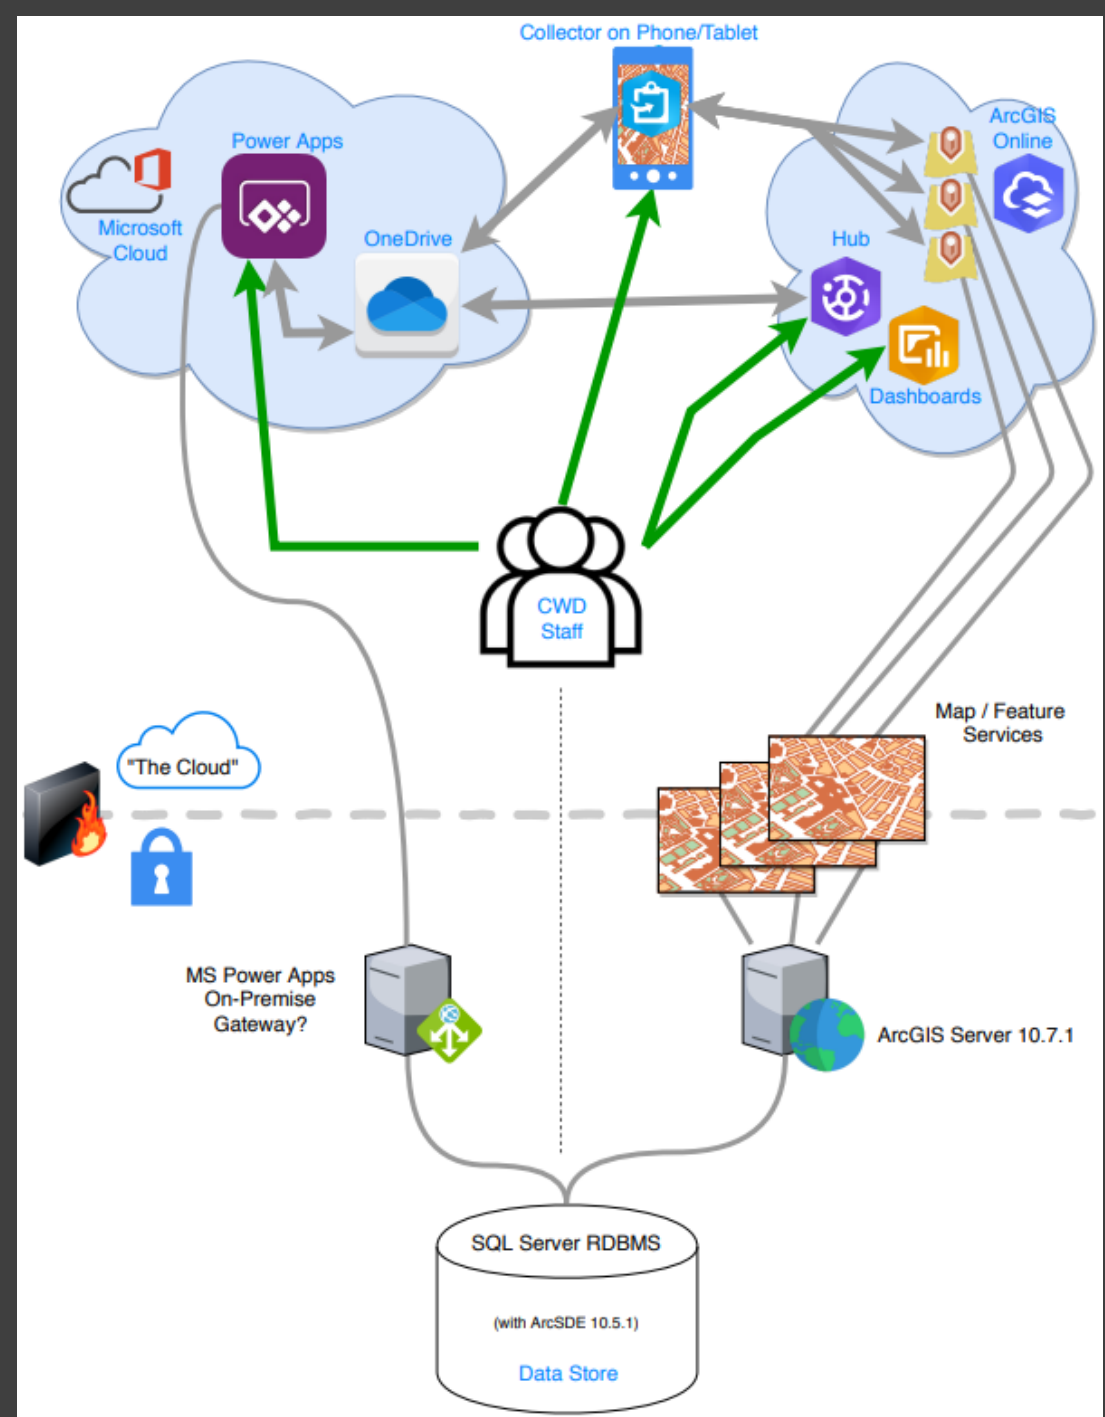 Collector on Phone/Tablet
Power Apps
Microsoft
Cloud
OneDrive
ArcGIS
Online
Hub
Dashboards
CWD
Staff
Map / Feature
Services
"The Cloud"
MS Power Apps
On-Premise
Gateway?
ArcGIS Server 10.7.1
SQL Server RDBMS
(with ArcSDE 10.5.1)
Data Store